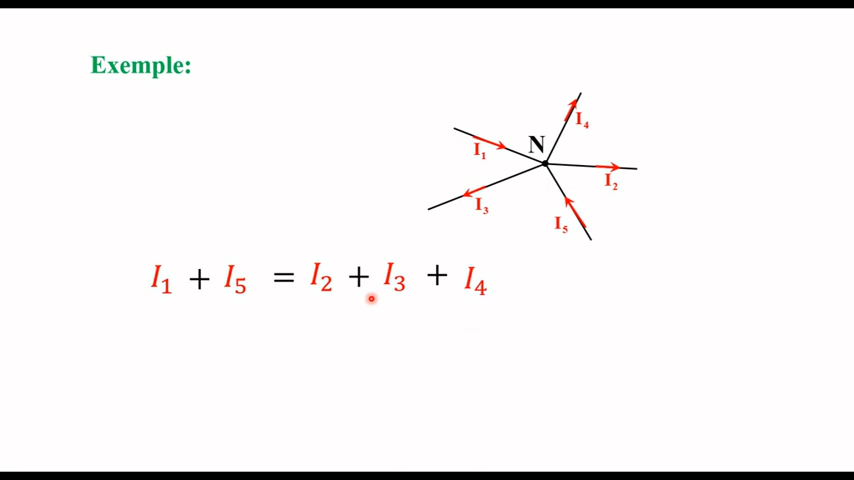 Exemple:
I₄
N
I₁
I₂
I₃
I₅
I₁ + I₅ = I₂ + I₃ + I₄